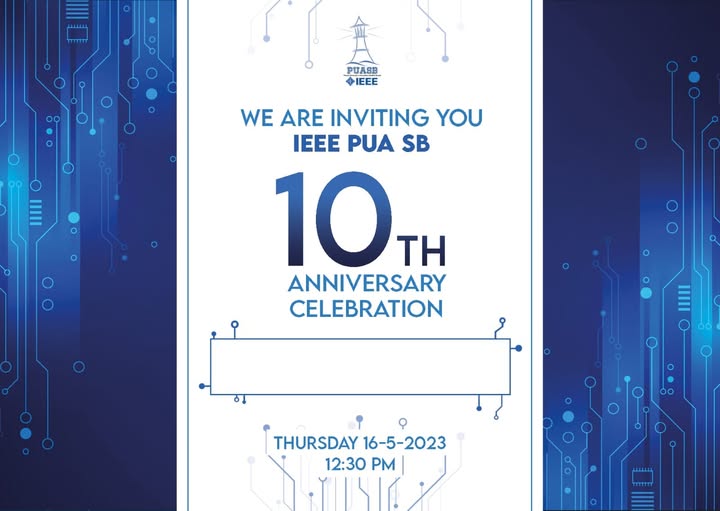 PUASB
IEEE
WE ARE INVITING YOU
IEEE PUA SB
10TH
ANNIVERSARY
CELEBRATION
THURSDAY 16-5-2023
12:30 PM